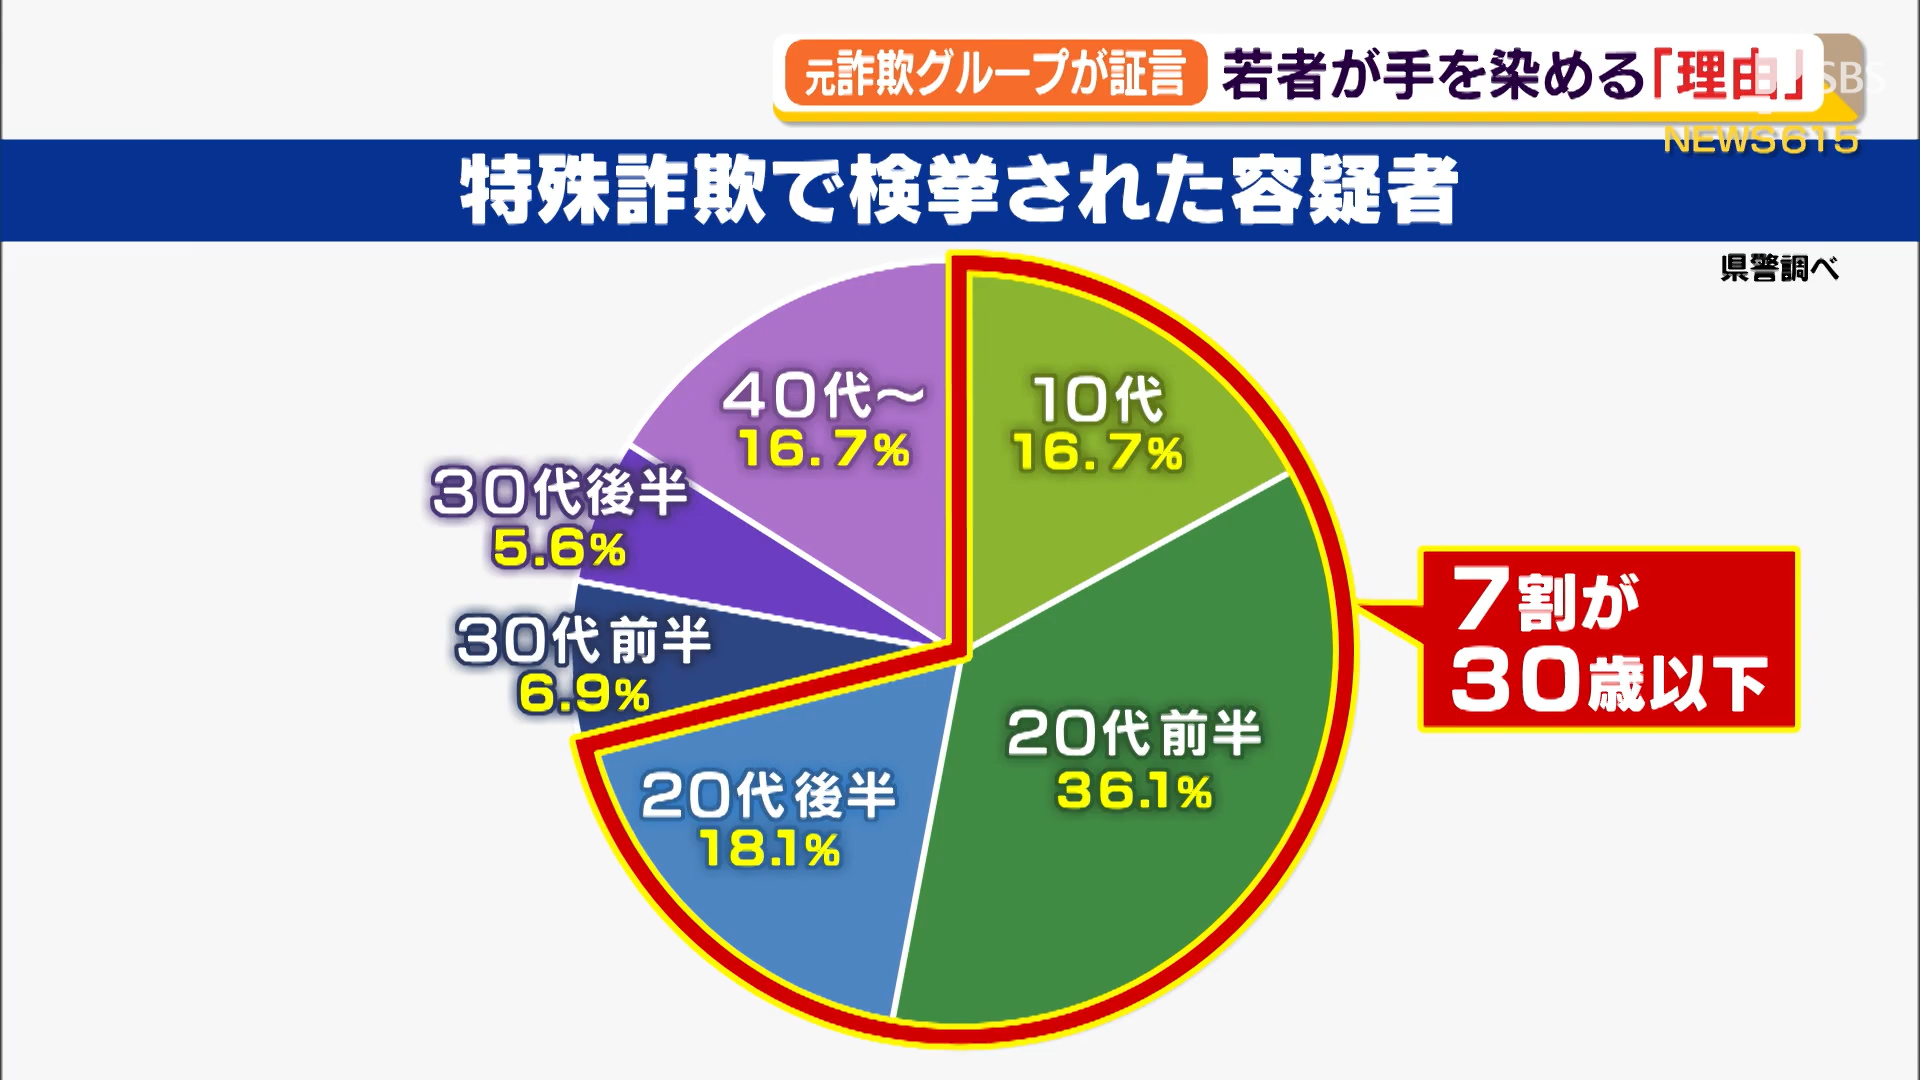 元詐欺グループが証言 若者が手を染める「理由」
SBS
NEWS615
特殊詐欺で検挙された容疑者
県警調べ
40代～
16.7%
10代
16.7%
30代後半
5.6%
30代前半
6.9%
7割が
30歳以下
20代前半
36.1%
20代後半
18.1%